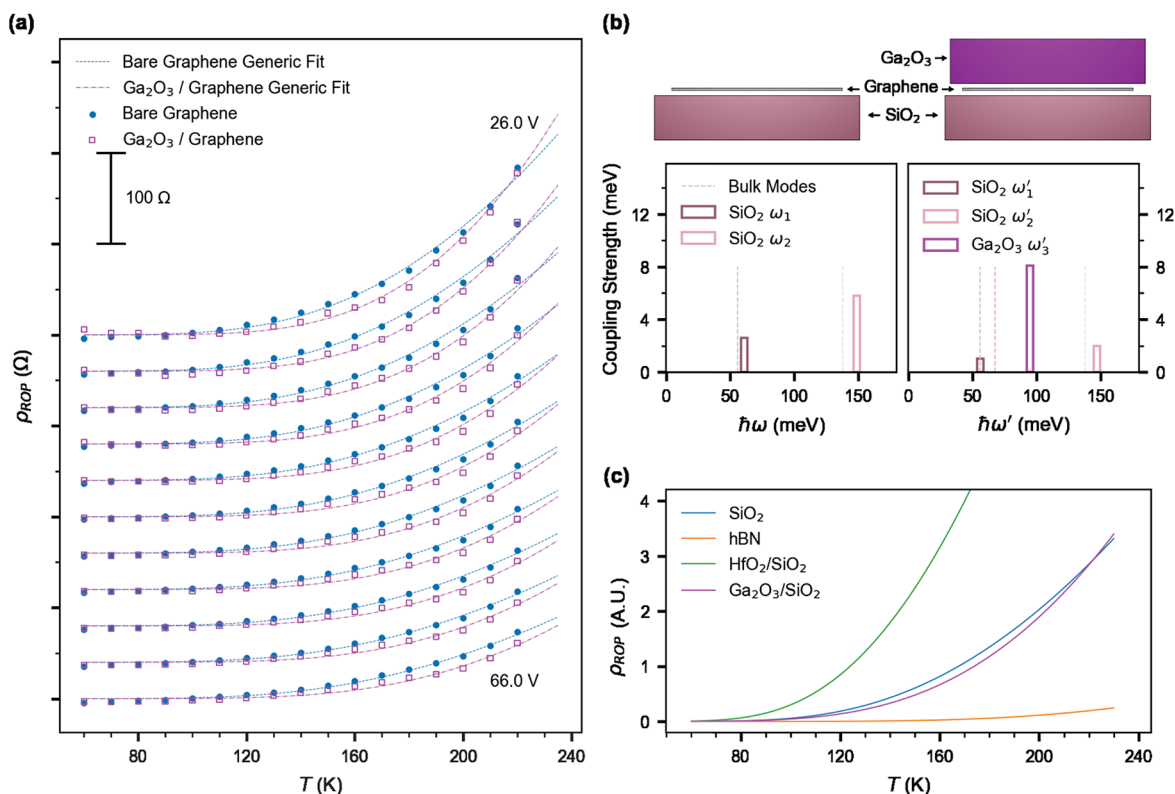 (a)
Bare Graphene Generic Fit
Ga₂O₃ / Graphene Generic Fit
Bare Graphene
Ga₂O₃ / Graphene
100 Ω
26.0 V
66.0 V
ρ_ROP (Ω)
80 120 160 200 240
T (K)
(b)
Ga₂O₃
Graphene
SiO₂
Bulk Modes
SiO₂ ω₁
SiO₂ ω₂
SiO₂ ω′₁
SiO₂ ω′₂
Ga₂O₃ ω′₃
Coupling Strength
12
8
4
0
12
8
4
0
0 50 100 150
0 50 100 150
ħω (meV)
ħω′ (meV)
(c)
SiO₂
hBN
HfO₂/SiO₂
Ga₂O₃/SiO₂
ρ_ROP (A.U.)
4
3
2
1
0
80 120 160 200 240
T (K)